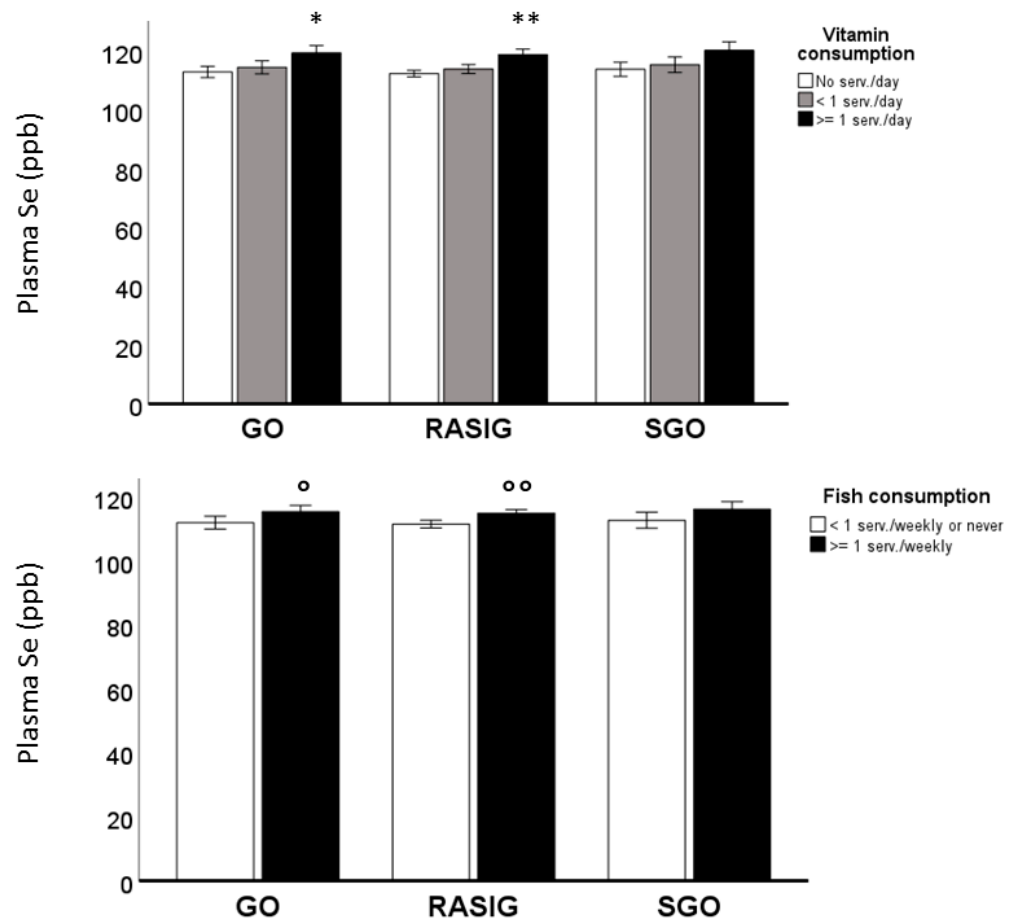 * **
Vitamin
consumption
No serv./day
< 1 serv./day
>= 1 serv./day
Plasma Se (ppb)
120
100
80
60
40
20
0
GO RASIG SGO
° °°
Fish consumption
< 1 serv./weekly or never
>= 1 serv./weekly
Plasma Se (ppb)
120
100
80
60
40
20
0
GO RASIG SGO